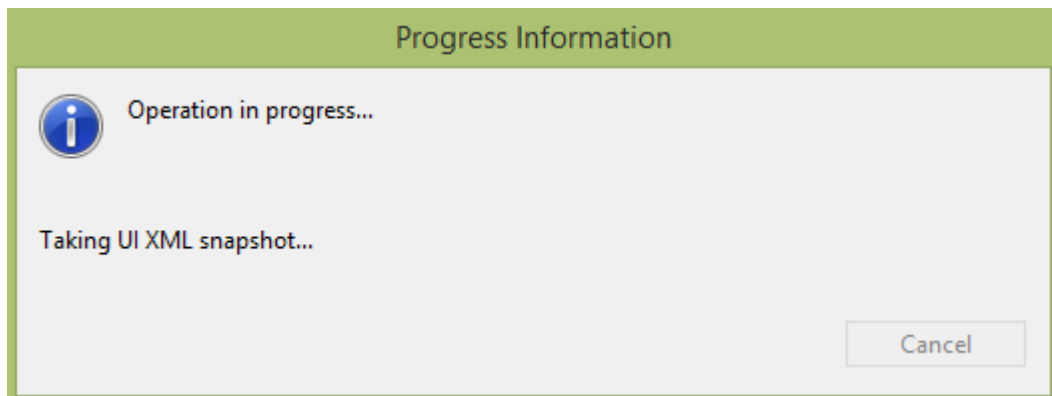 Progress Information
Operation in progress...
Taking UI XML snapshot...
Cancel